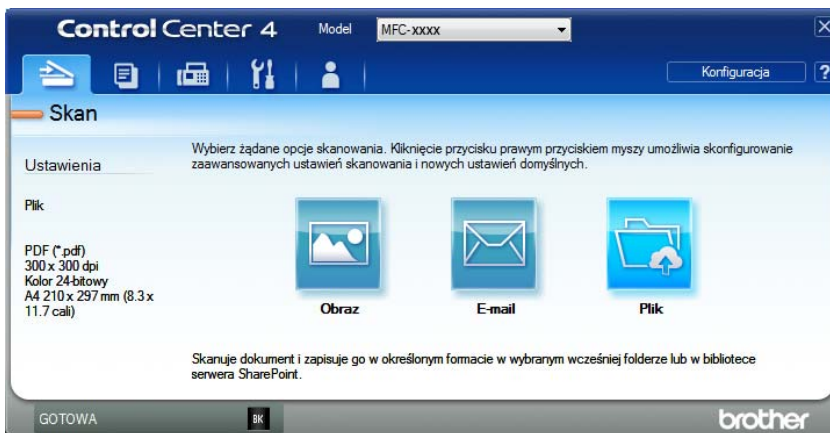 Control Center 4 Model MFC-xxxx X
Konfiguracja ?
Skan
Wybierz żądane opcje skanowania. Kliknięcie przycisku prawym przyciskiem myszy umożliwia skonfigurowanie
zaawansowanych ustawień skanowania i nowych ustawień domyślnych.
Ustawienia
Plik
PDF (*.pdf)
300 x 300 dpi
Kolor 24-bitowy
A4 210 x 297 mm (8.3 x
11.7 cali)
Obraz E-mail Plik
Skanuje dokument i zapisuje go w określonym formacie w wybranym wcześniej folderze lub w bibliotece
serwera SharePoint.
GOTOWA BK brother